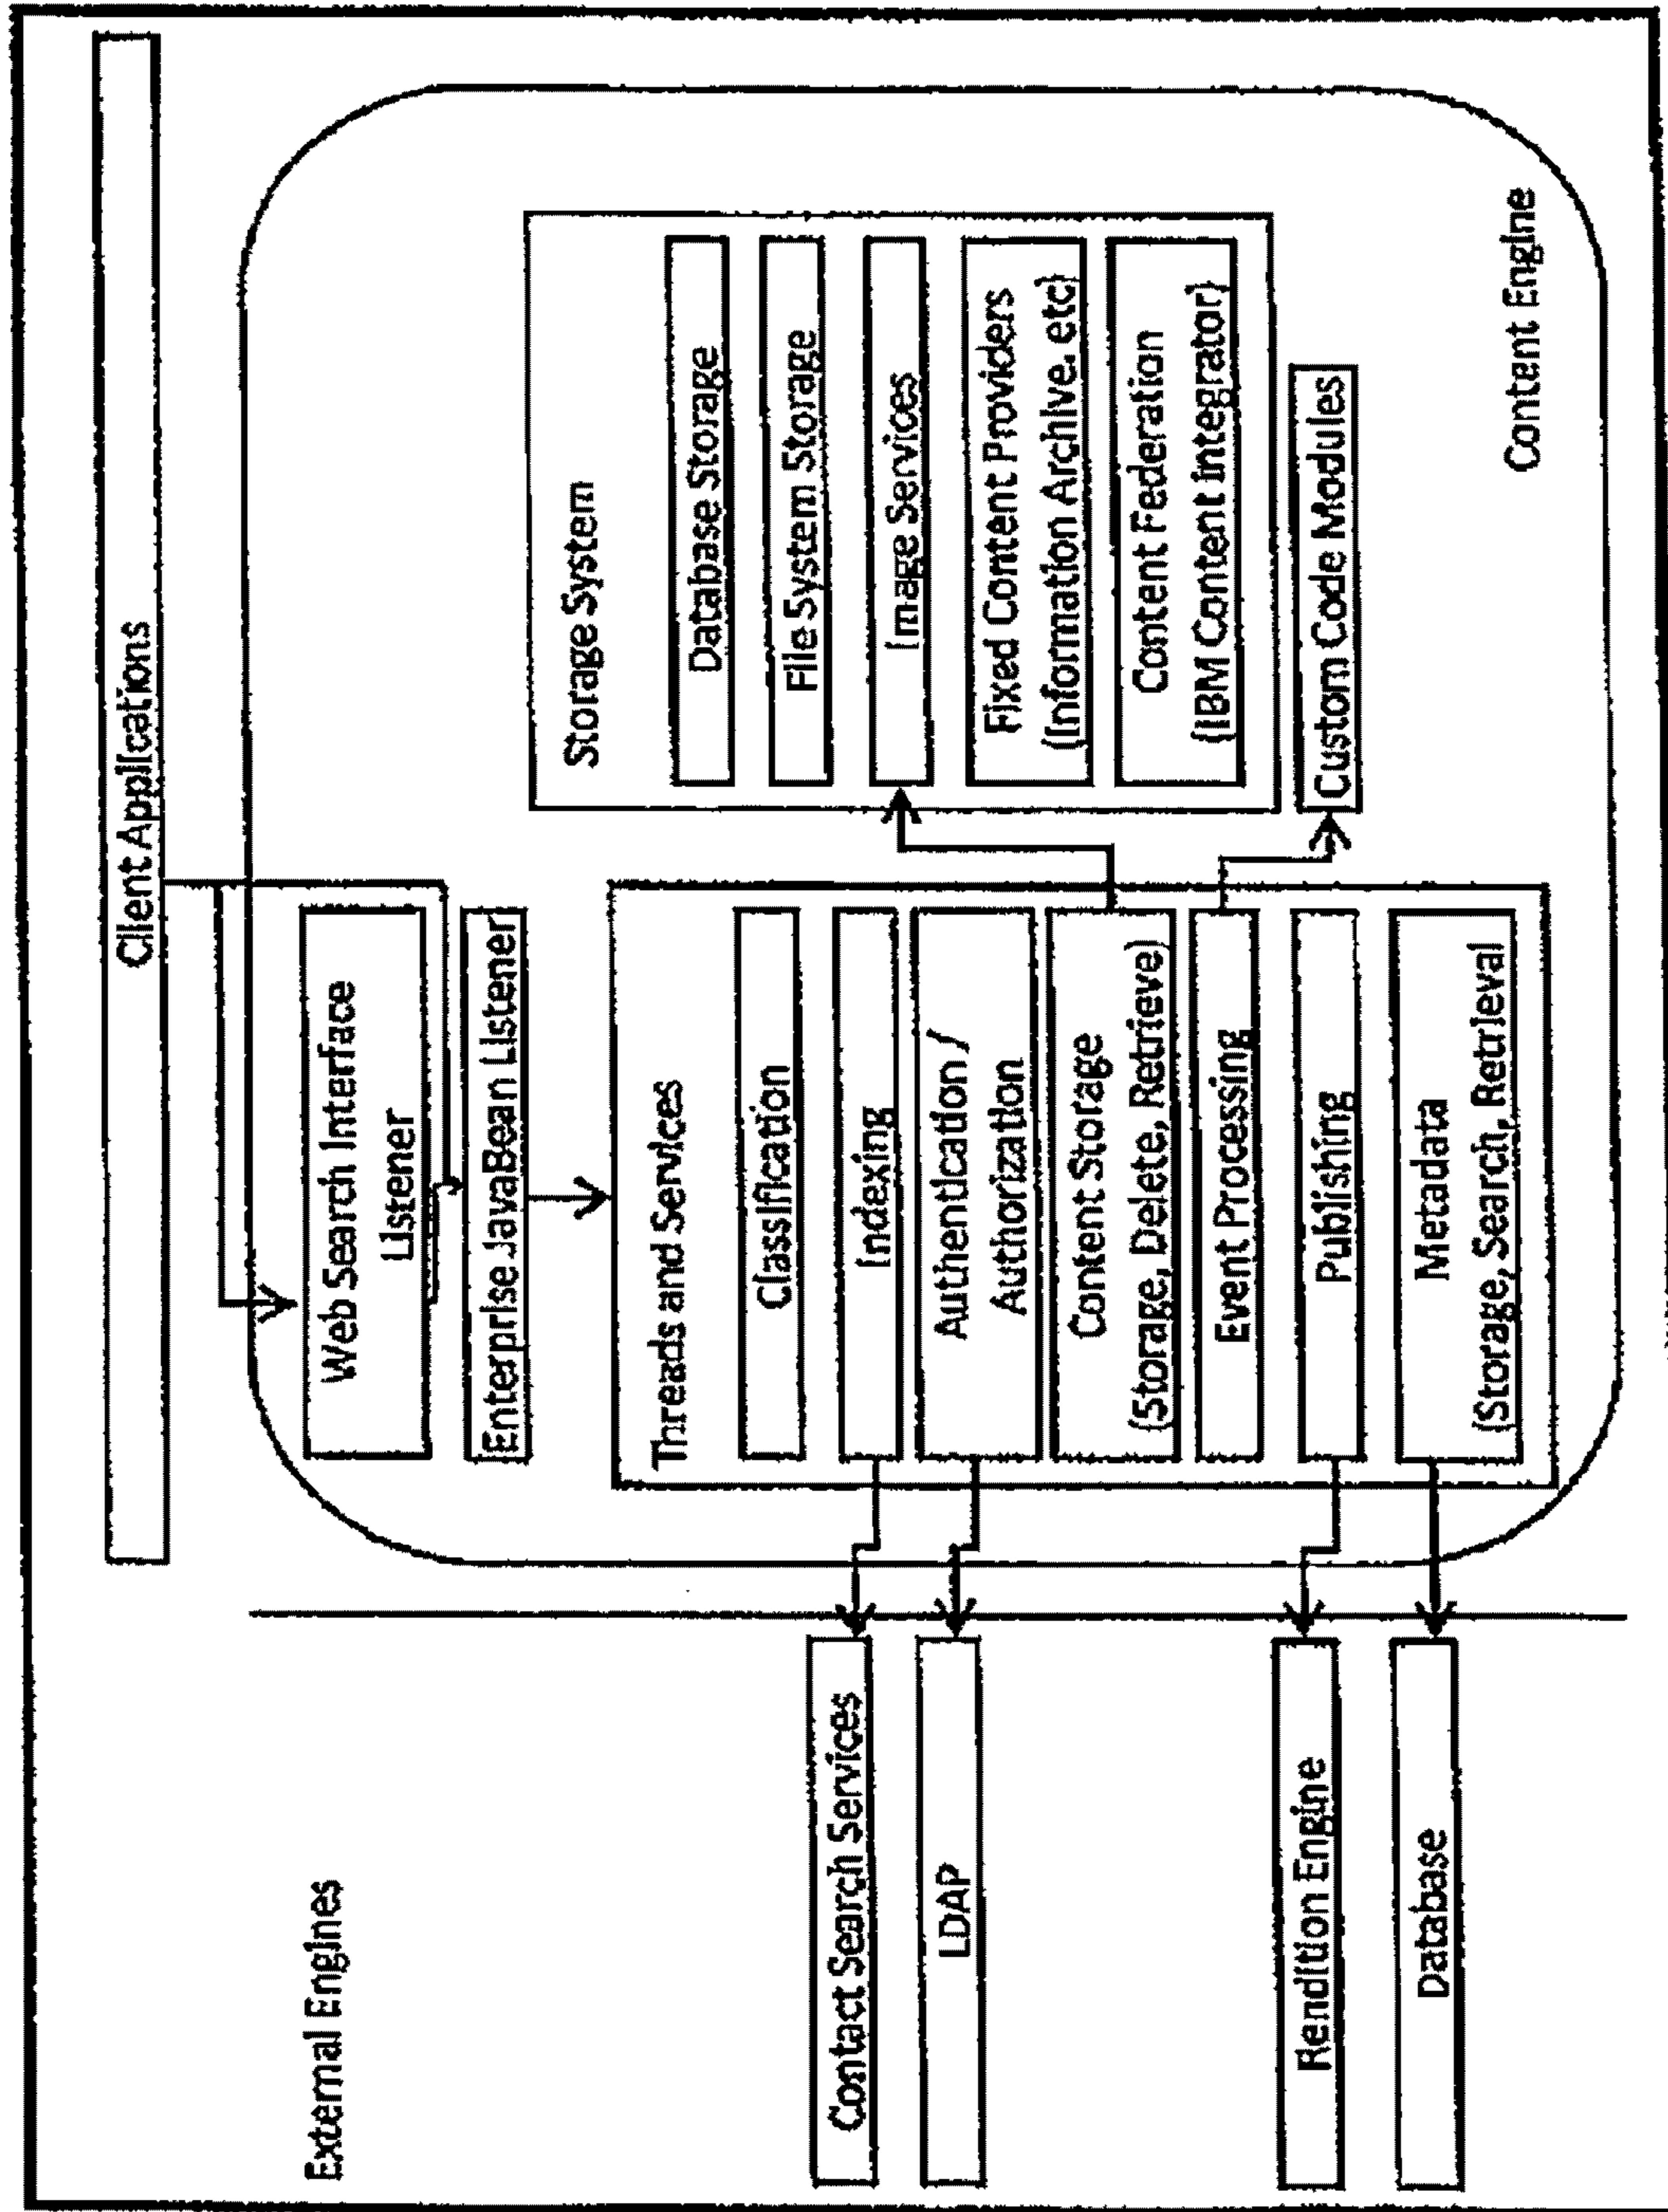 Client Applications
External Engines
Contact Search Services
LDAP
Rendition Engine
Database
Web Search Interface
Listener
Enterprise JavaBean Listener
Threads and Services
Classification
Indexing
Authentication /
Authorization
Content Storage
(Storage, Delete, Retrieve)
Event Processing
Publishing
Metadata
(Storage, Search, Retrieval
Storage System
Database Storage
File System Storage
Image Services
Fixed Content Providers
(Information Archive. etc)
Content Federation
(IBM Content Integrator)
Custom Code Modules
Content Engine